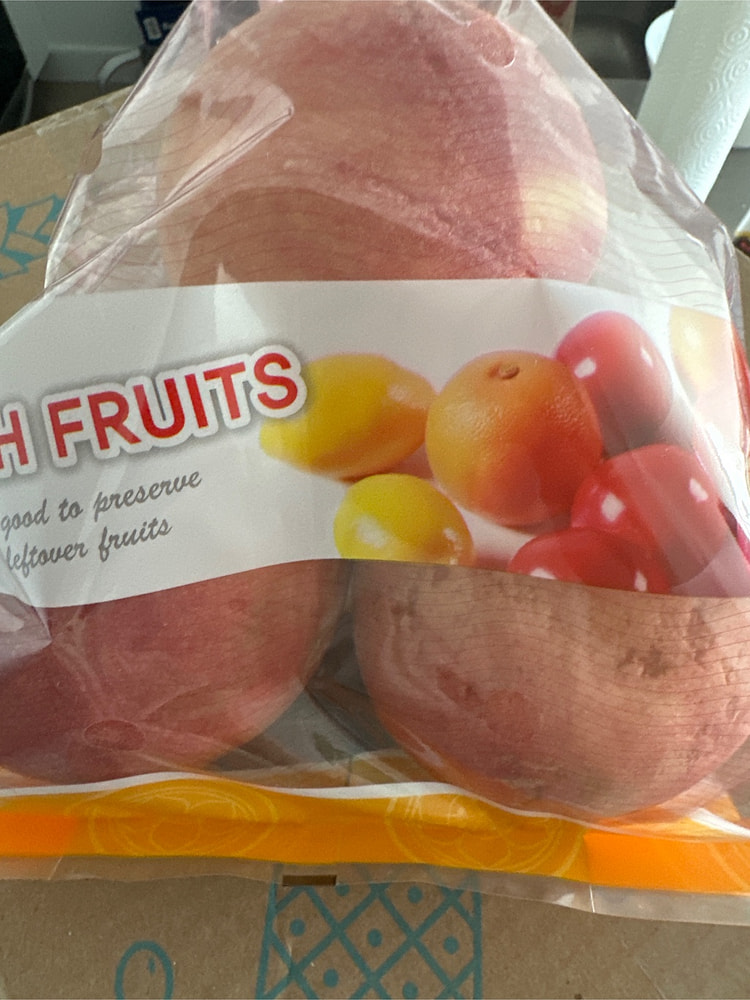 H FRUITS
good to preserve
leftover fruits